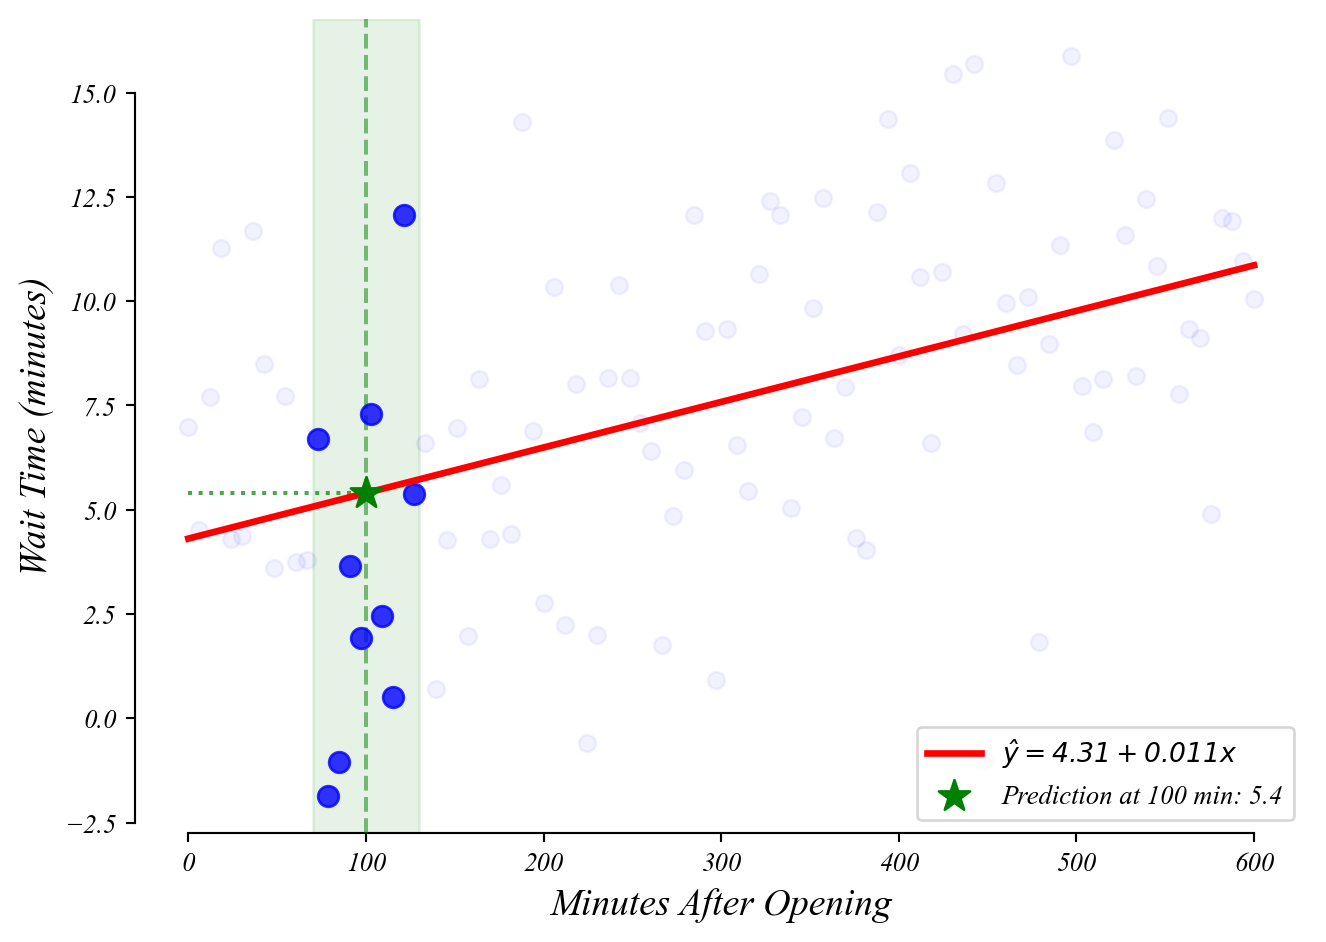 15.0
12.5
10.0
7.5
5.0
2.5
0.0
−2.5
Wait Time (minutes)
0 100 200 300 400 500 600
Minutes After Opening
ŷ = 4.31 + 0.011x
Prediction at 100 min: 5.4